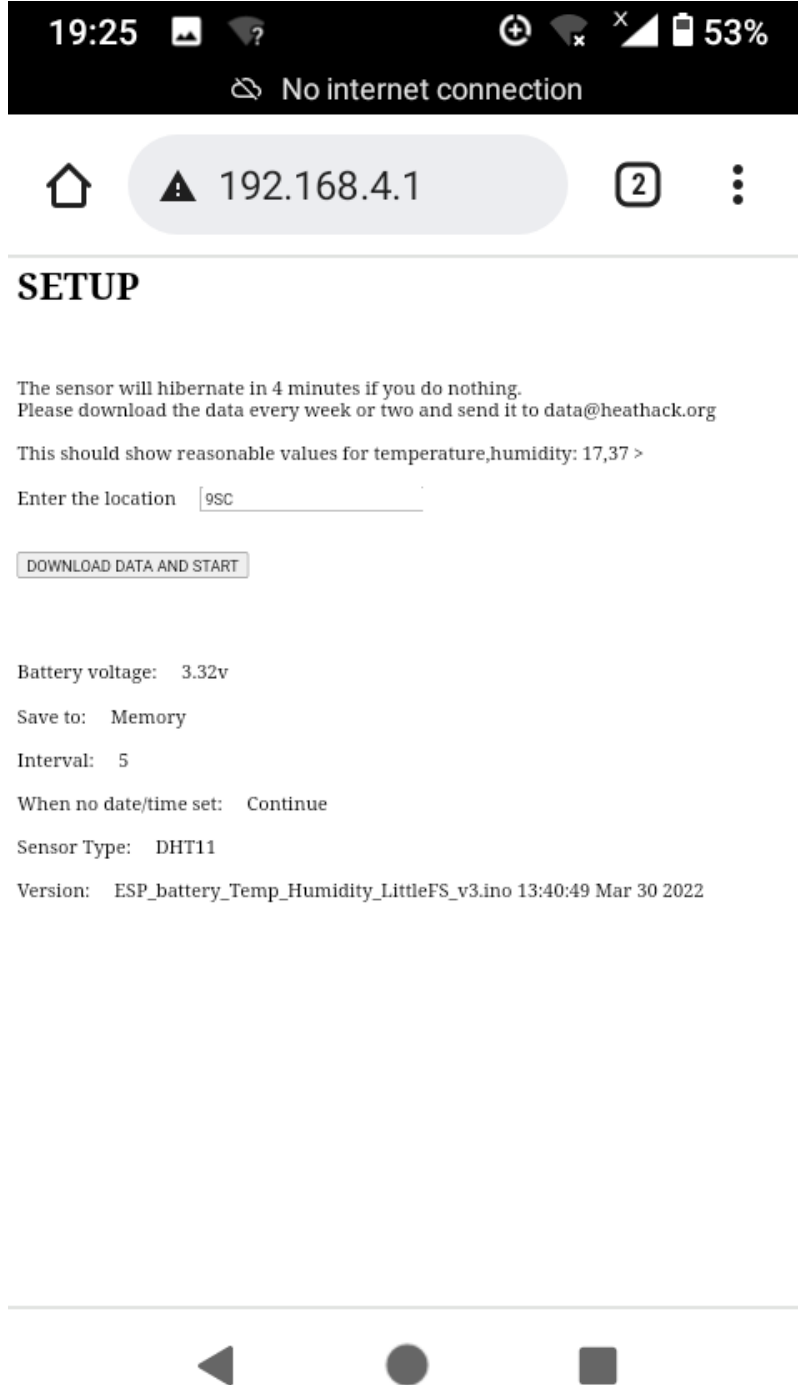 19:25 ? x X 53%
No internet connection
192.168.4.1 2
SETUP
The sensor will hibernate in 4 minutes if you do nothing.
Please download the data every week or two and send it to data@heathack.org
This should show reasonable values for temperature,humidity: 17,37 >
Enter the location 9SC
DOWNLOAD DATA AND START
Battery voltage: 3.32v
Save to: Memory
Interval: 5
When no date/time set: Continue
Sensor Type: DHT11
Version: ESP_battery_Temp_Humidity_LittleFS_v3.ino 13:40:49 Mar 30 2022